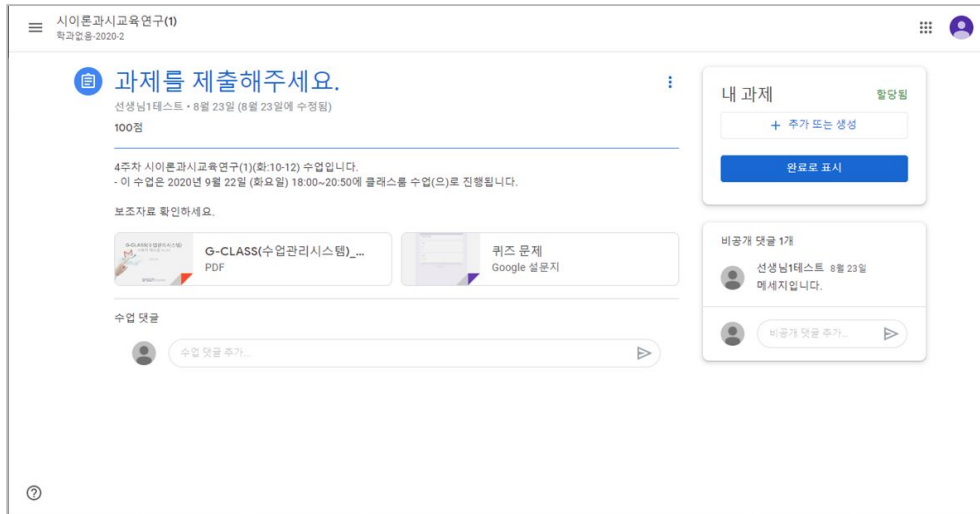 시이론과시교육연구(1)
학과없음-2020-2
과제를 제출해주세요.
선생님1테스트 • 8월 23일 (8월 23일에 수정됨)
100점
4주차 시이론과시교육연구(1)(화:10-12) 수업입니다.
- 이 수업은 2020년 9월 22일 (화요일) 18:00~20:50에 클래스룸 수업(으)로 진행됩니다.
보조자료 확인하세요.
G-CLASS(수업관리시스템)_...
PDF
퀴즈 문제
Google 설문지
수업 댓글
수업 댓글 추가...
내 과제
할당됨
+ 추가 또는 생성
완료로 표시
비공개 댓글 1개
선생님1테스트 8월 23일
메세지입니다.
비공개 댓글 추가...